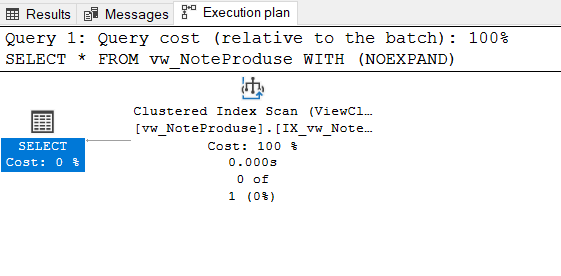 Results Messages Execution plan
Query 1: Query cost (relative to the batch): 100%
SELECT * FROM vw_NoteProduse WITH (NOEXPAND)
Clustered Index Scan (ViewCl…
[vw_NoteProduse].[IX_vw_Note…
Cost: 100 %
0.000s
0 of
1 (0%)
SELECT
Cost: 0 %